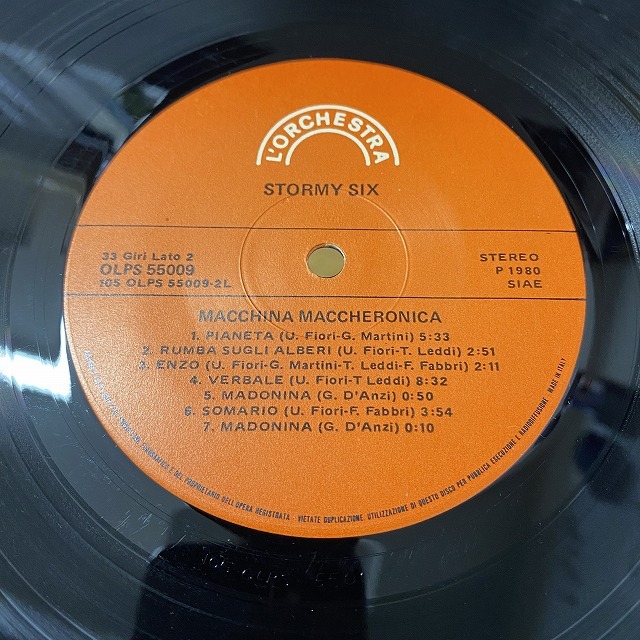 L'ORCHESTRA
STORMY SIX
33 Giri Lato 2
OLPS 55009
105 OLPS 55009-2L
STEREO
P 1980
SIAE
MACCHINA MACCHERONICA
1. PIANETA (U. Fiori-G. Martini) 5:33
2. RUMBA SUGLI ALBERI (U. Fiori-T. Leddi) 2:51
3. ENZO (U. Fiori-G. Martini-T. Leddi-F. Fabbri) 2:11
4. VERBALE (U. Fiori-T Leddi) 8:32
5. MADONINA (G. D'Anzi) 0:50
6. SOMARIO (U. Fiori-F. Fabbri) 3:54
7. MADONINA (G. D'Anzi) 0:10
E DEL PROPRIETARIO DELL'OPERA REGISTRATA - VIETATE DUPLICAZIONE, UTILIZZAZIONE DI QUESTO DISCO PER PUBBLICA ESECUZIONE E RADIODIFFUSIONE. MADE IN ITALY